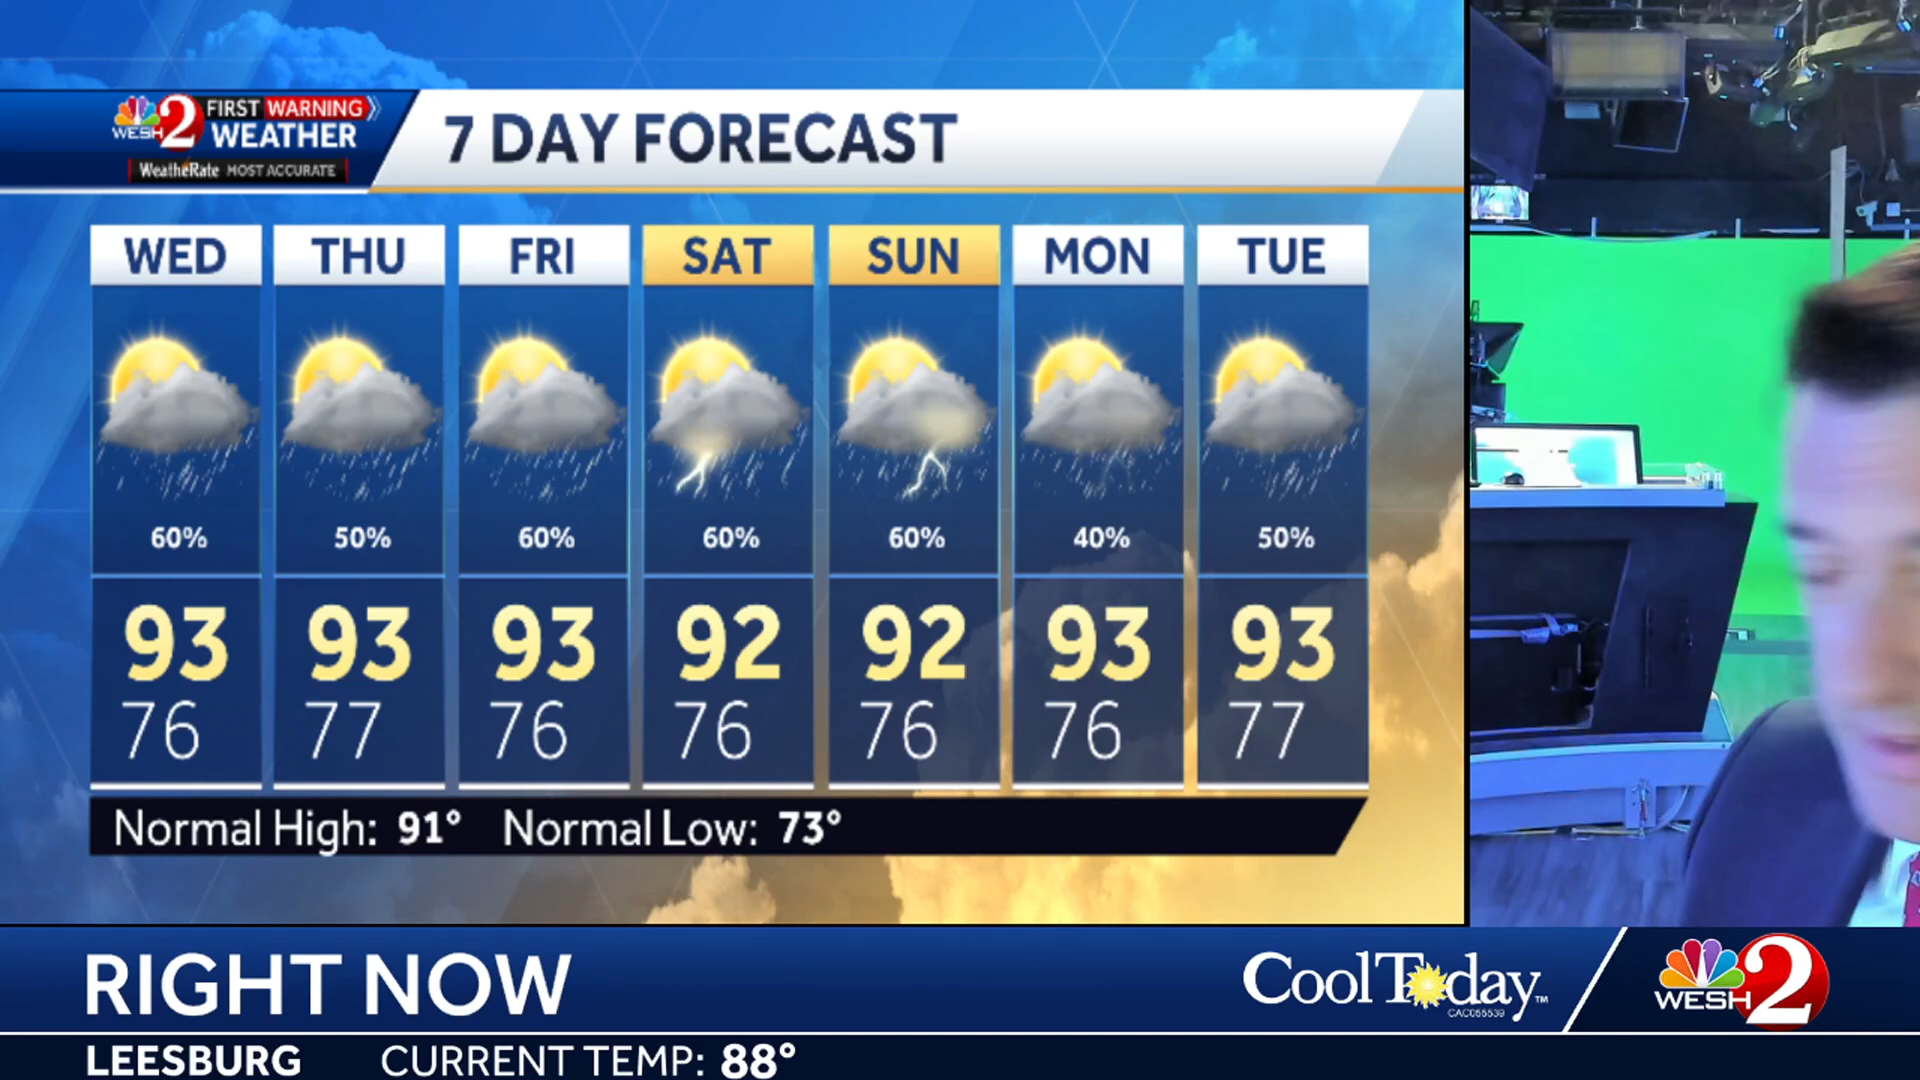 WESH 2 FIRST WARNING
WEATHER
WeatheRate MOST ACCURATE
7 DAY FORECAST
WED THU FRI SAT SUN MON TUE
60% 50% 60% 60% 60% 40% 50%
93 93 93 92 92 93 93
76 77 76 76 76 76 77
Normal High: 91° Normal Low: 73°
RIGHT NOW
CoolToday™
CAC055539
WESH 2
LEESBURG CURRENT TEMP: 88°